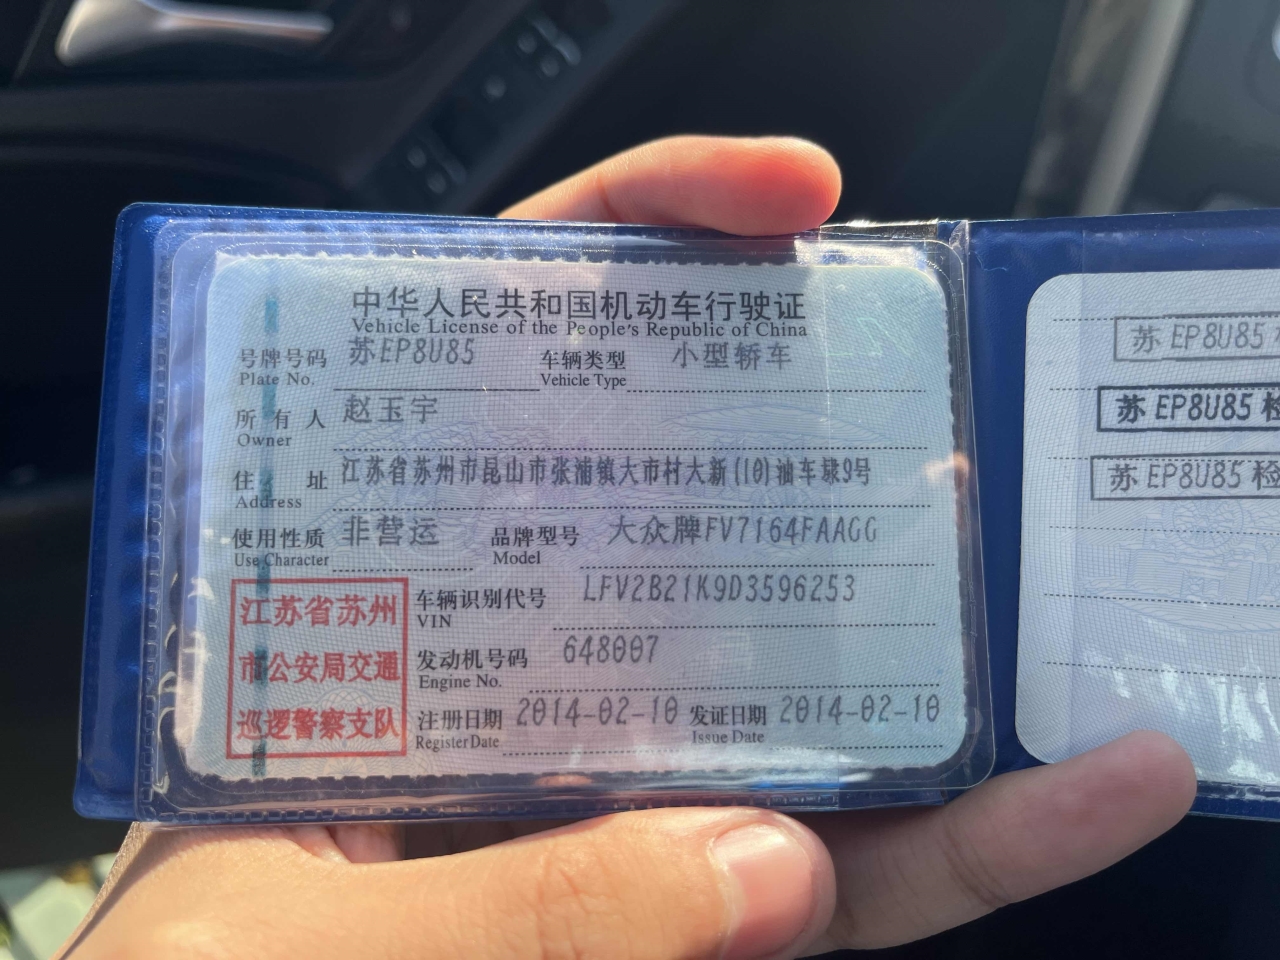 中华人民共和国机动车行驶证
Vehicle License of the People's Republic of China
号牌号码 苏EP8U85 车辆类型 小型轿车
Plate No. Vehicle Type
所有人 赵玉宇
Owner
住址 江苏省苏州市昆山市张浦镇大市村大新(10)油车埭9号
Address
使用性质 非营运 品牌型号 大众牌FV7164FAAGG
Use Character Model
江苏省苏州
市公安局交通
巡逻警察支队
车辆识别代号 LFV2B21K9D3596253
VIN
发动机号码 648007
Engine No.
注册日期 2014-02-10 发证日期 2014-02-10
Register Date Issue Date
苏EP8U85
苏EP8U85 检
苏EP8U85 检